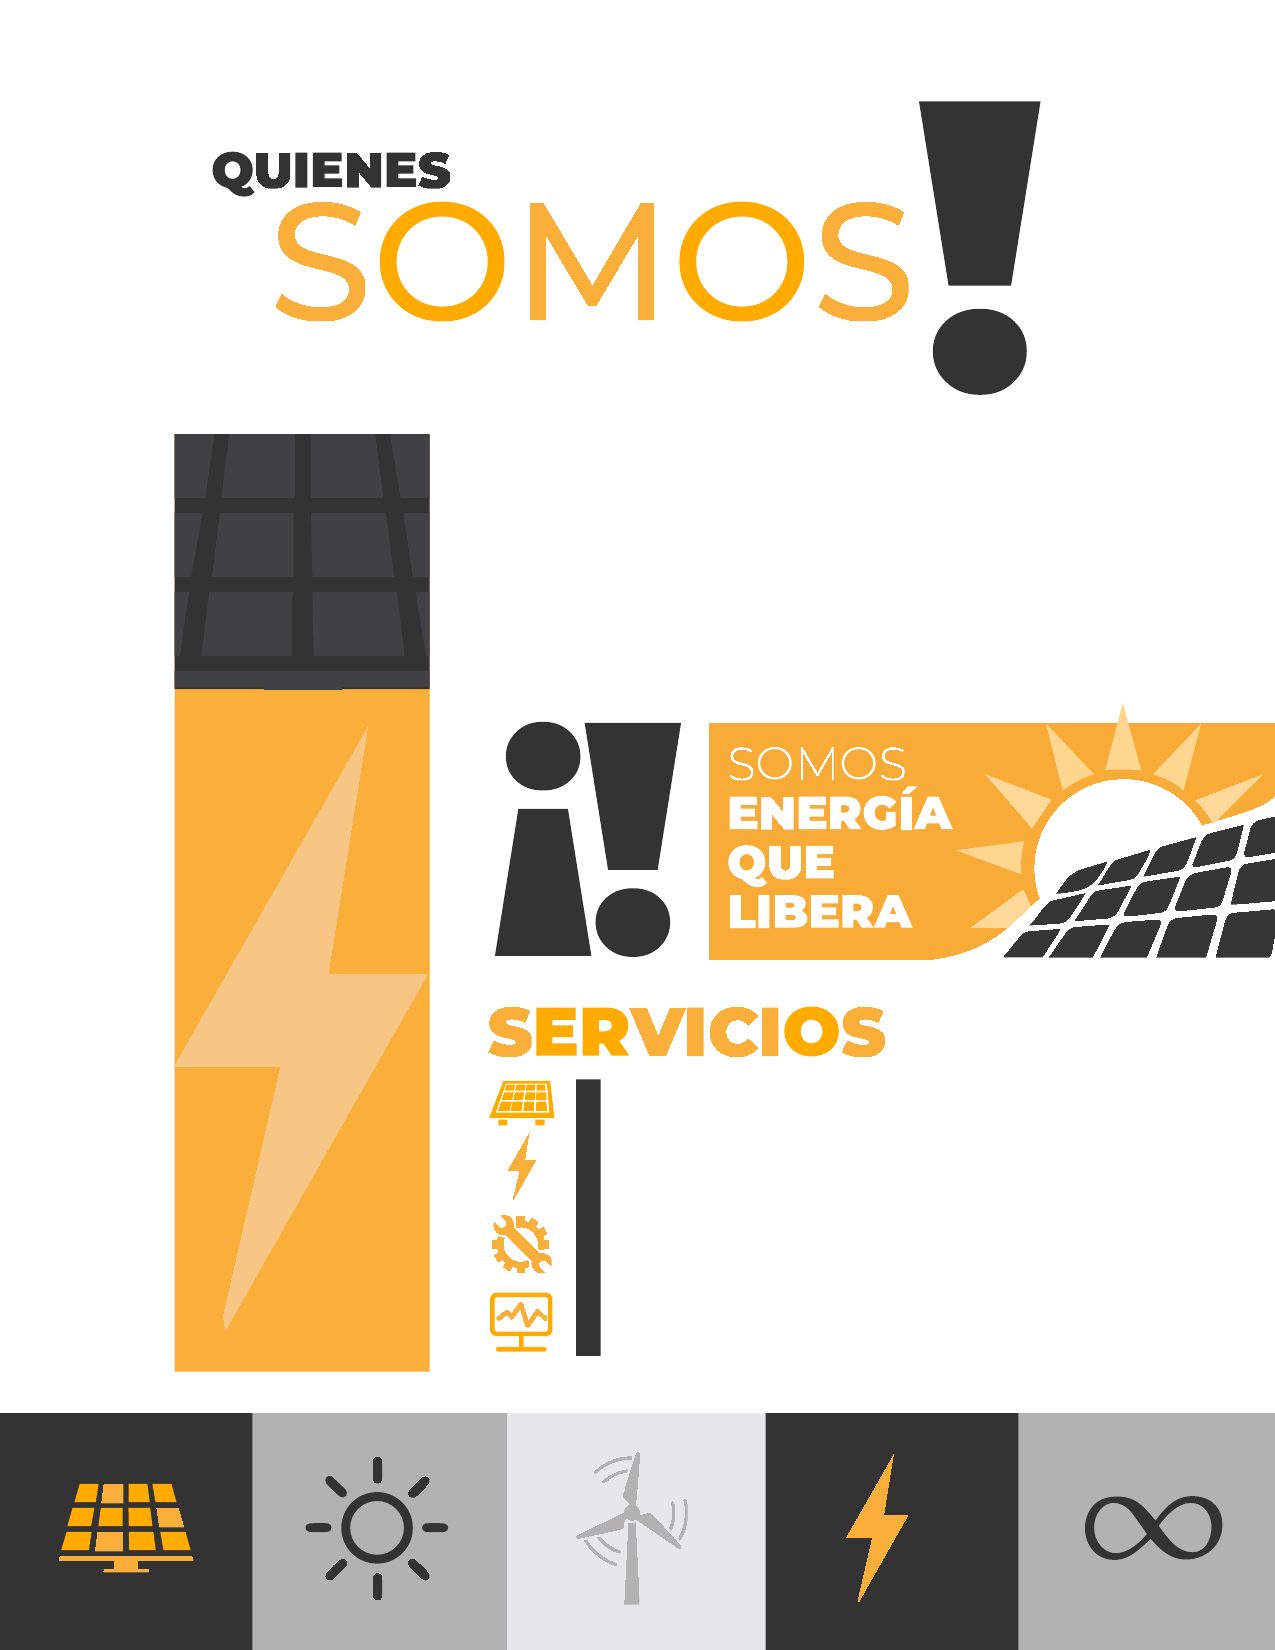 QUIENES
SOMOS!
¡!
SOMOS
ENERGÍA
QUE
LIBERA
SERVICIOS